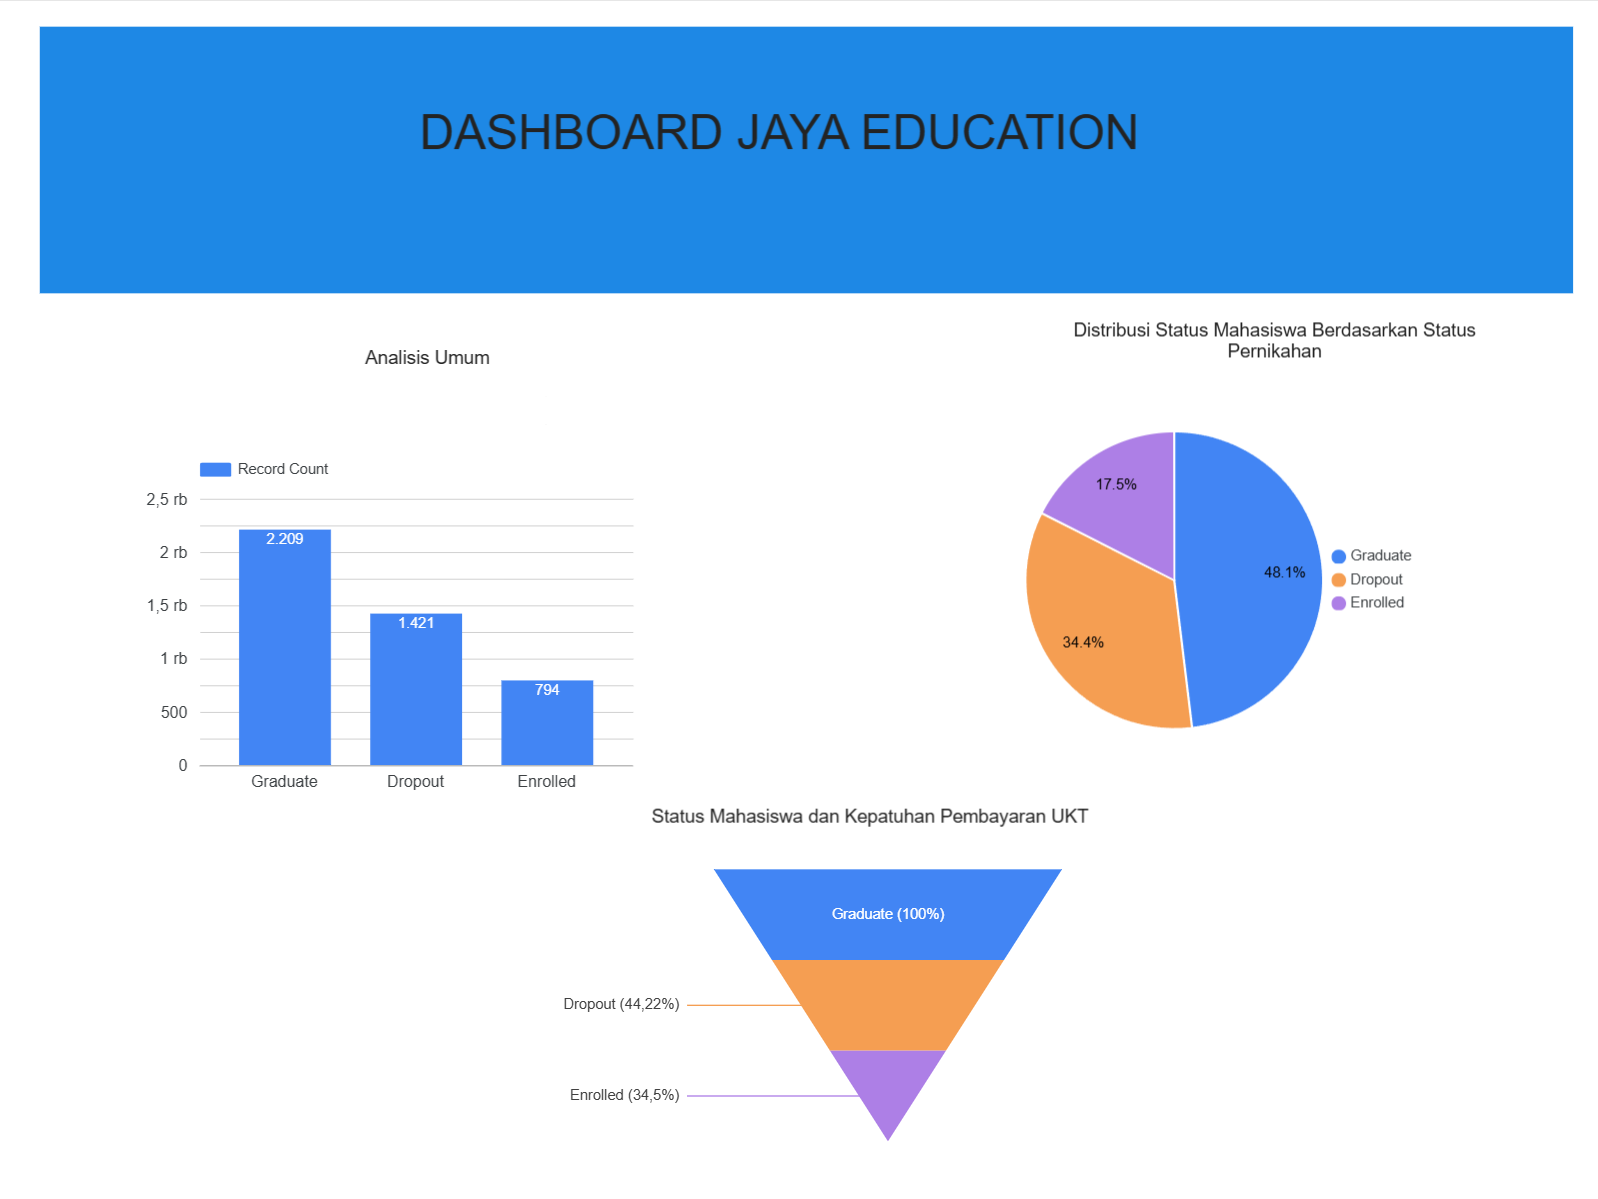 DASHBOARD JAYA EDUCATION
Analisis Umum
Record Count
2,5 rb
2 rb
1,5 rb
1 rb
500
0
2.209
1.421
794
Graduate
Dropout
Enrolled
Distribusi Status Mahasiswa Berdasarkan Status
Pernikahan
17.5%
48.1%
34.4%
Graduate
Dropout
Enrolled
Status Mahasiswa dan Kepatuhan Pembayaran UKT
Graduate (100%)
Dropout (44,22%)
Enrolled (34,5%)